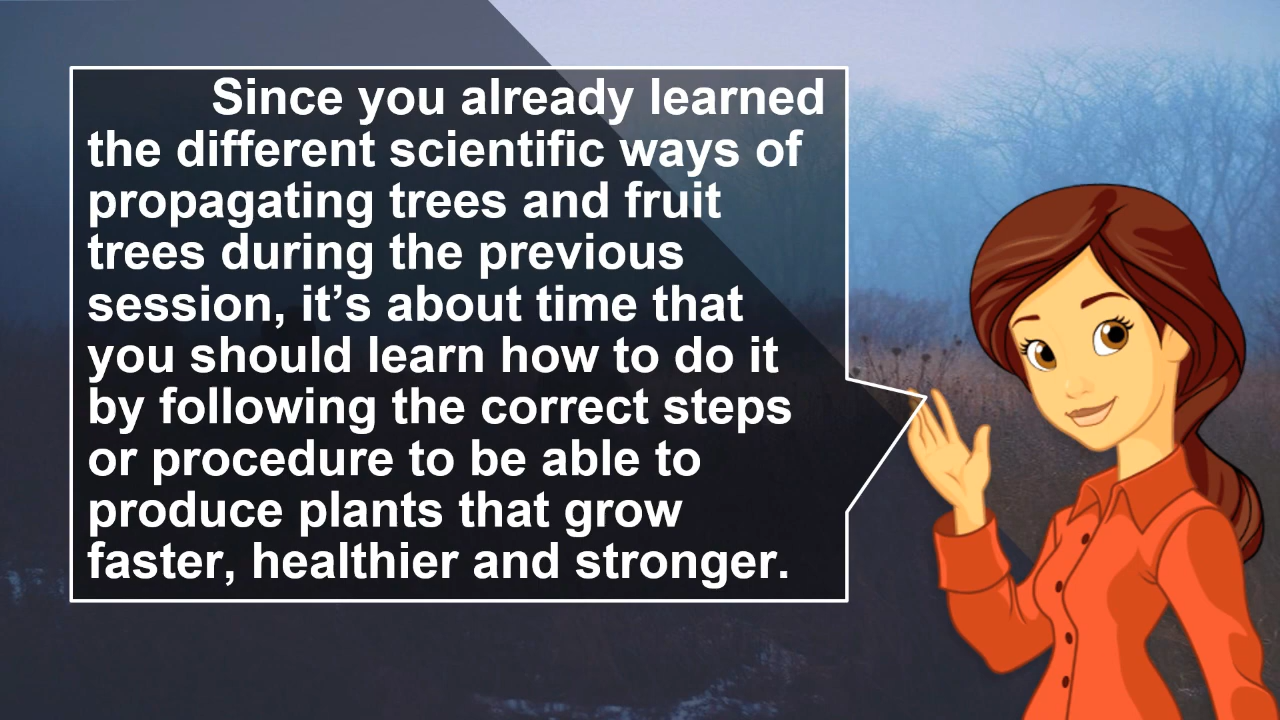 Since you already learned
the different scientific ways of
propagating trees and fruit
trees during the previous
session, it’s about time that
you should learn how to do it
by following the correct steps
or procedure to be able to
produce plants that grow
faster, healthier and stronger.